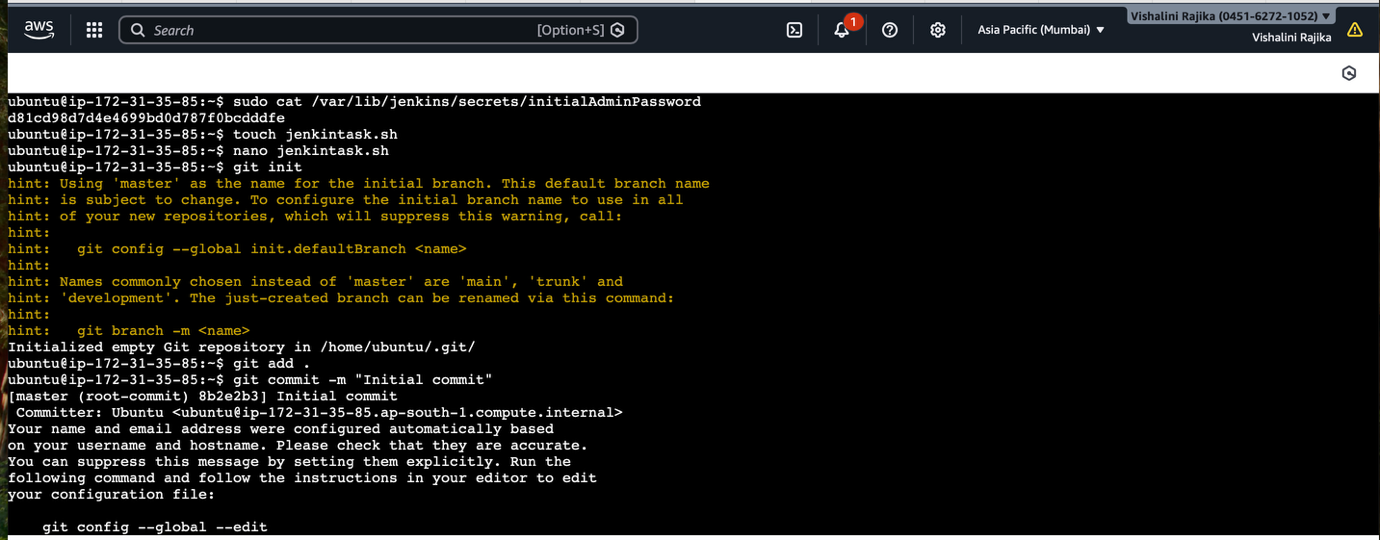 aws
Search
[Option+S]
1
Asia Pacific (Mumbai) ▼
Vishalini Rajika (0451-6272-1052) ▼
Vishalini Rajika
ubuntu@ip-172-31-35-85:~$ sudo cat /var/lib/jenkins/secrets/initialAdminPassword
d81cd98d7d4e4699bd0d787f0bcdddfe
ubuntu@ip-172-31-35-85:~$ touch jenkintask.sh
ubuntu@ip-172-31-35-85:~$ nano jenkintask.sh
ubuntu@ip-172-31-35-85:~$ git init
hint: Using 'master' as the name for the initial branch. This default branch name
hint: is subject to change. To configure the initial branch name to use in all
hint: of your new repositories, which will suppress this warning, call:
hint:
hint:   git config --global init.defaultBranch <name>
hint:
hint: Names commonly chosen instead of 'master' are 'main', 'trunk' and
hint: 'development'. The just-created branch can be renamed via this command:
hint:
hint:   git branch -m <name>
Initialized empty Git repository in /home/ubuntu/.git/
ubuntu@ip-172-31-35-85:~$ git add .
ubuntu@ip-172-31-35-85:~$ git commit -m "Initial commit"
[master (root-commit) 8b2e2b3] Initial commit
 Committer: Ubuntu <ubuntu@ip-172-31-35-85.ap-south-1.compute.internal>
Your name and email address were configured automatically based
on your username and hostname. Please check that they are accurate.
You can suppress this message by setting them explicitly. Run the
following command and follow the instructions in your editor to edit
your configuration file:
    git config --global --edit